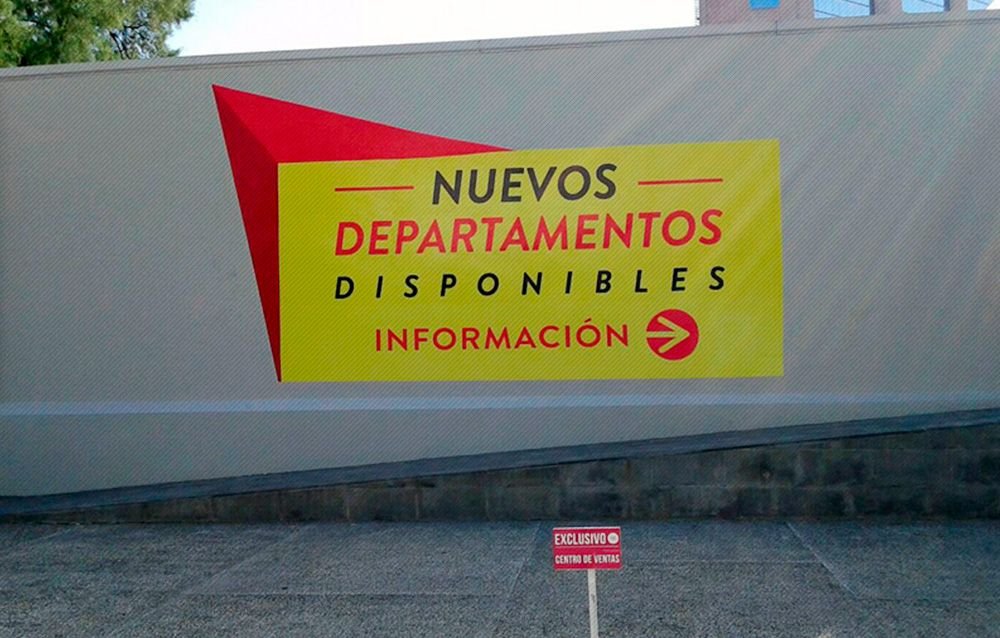 NUEVOS
DEPARTAMENTOS
DISPONIBLES
INFORMACIÓN
EXCLUSIVO
CENTRO DE VENTAS